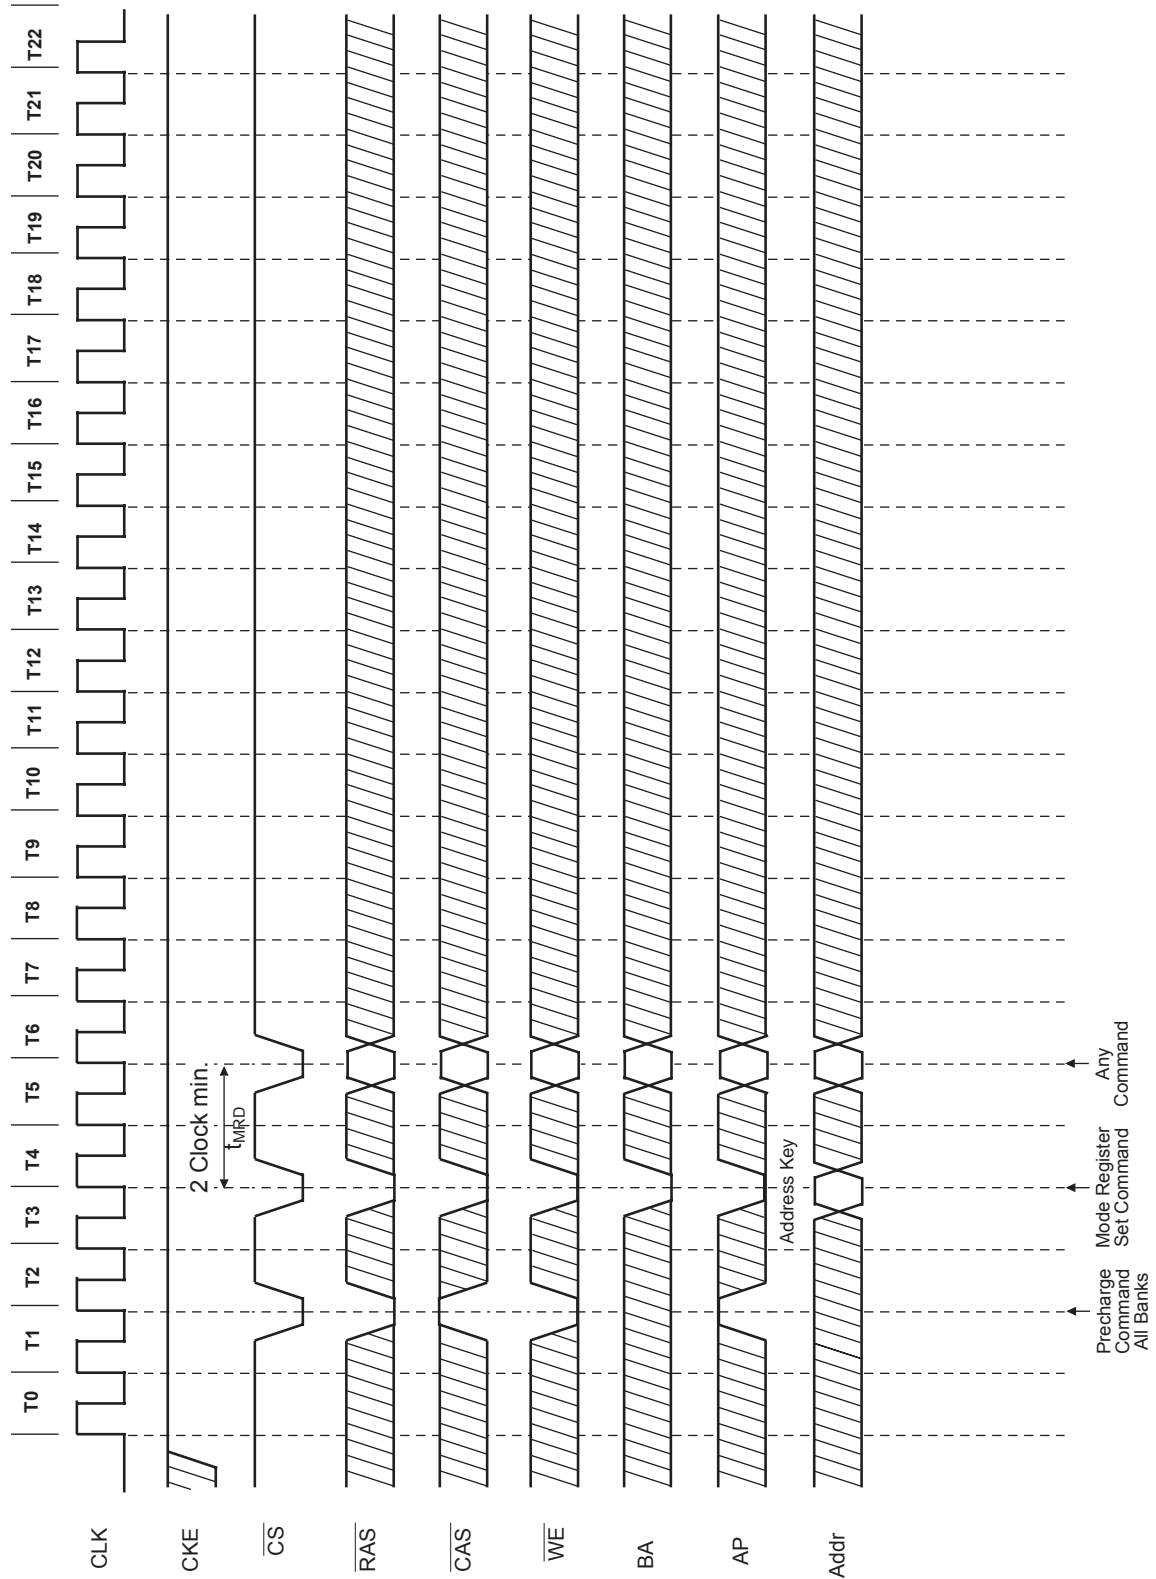 T0 T1 T2 T3 T4 T5 T6 T7 T8 T9 T10 T11 T12 T13 T14 T15 T16 T17 T18 T19 T20 T21 T22
CLK
CKE
2 Clock min.
tMRD
CS
RAS
CAS
WE
BA
AP
Address Key
Addr
Precharge
Command
All Banks
Mode Register
Set Command
Any
Command